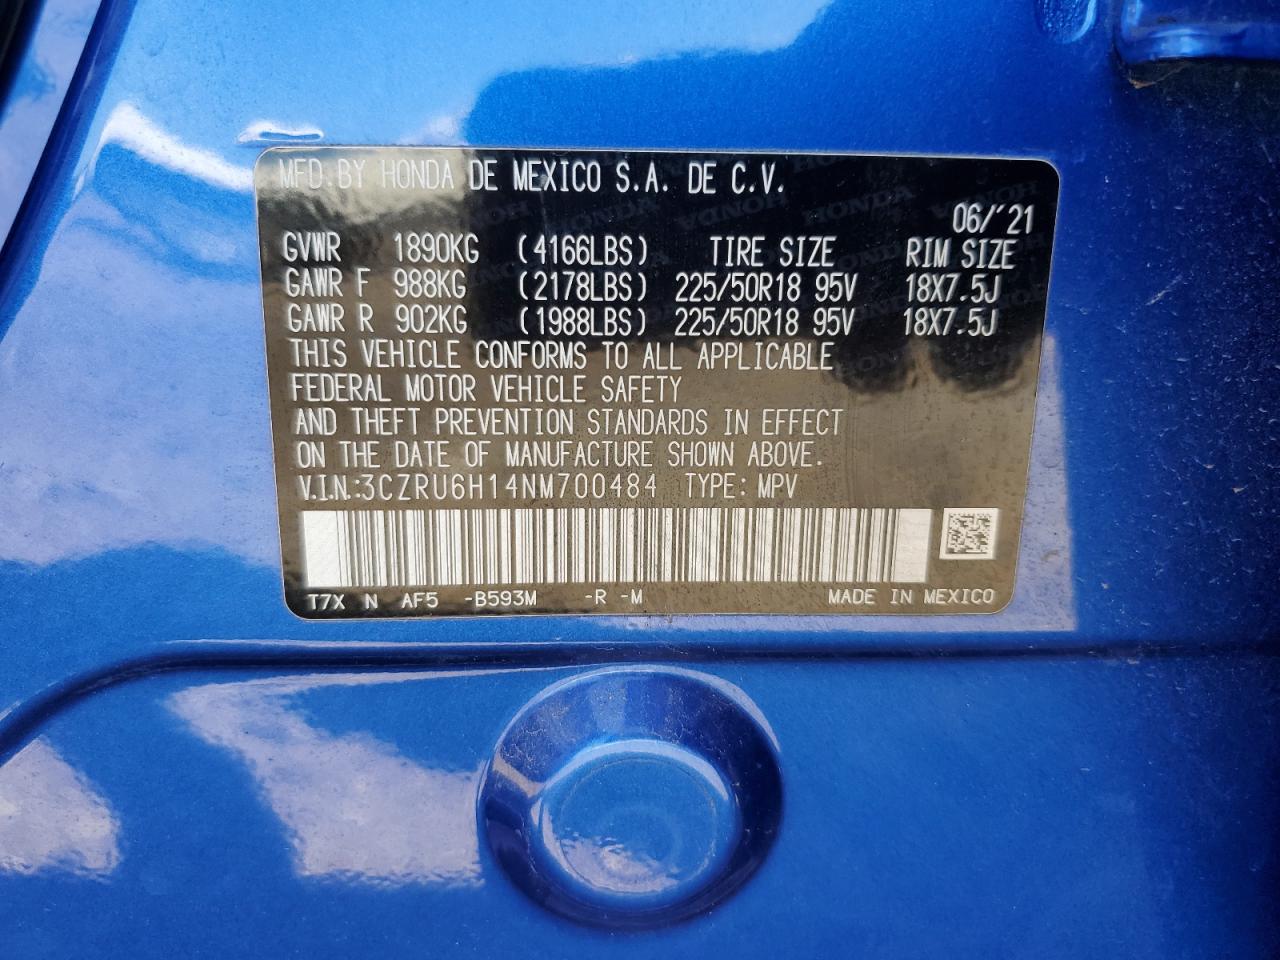 MFD. BY HONDA DE MEXICO S.A. DE C.V.
06/'21
GVWR 1890KG (4166LBS) TIRE SIZE RIM SIZE
GAWR F 988KG (2178LBS) 225/50R18 95V 18X7.5J
GAWR R 902KG (1988LBS) 225/50R18 95V 18X7.5J
THIS VEHICLE CONFORMS TO ALL APPLICABLE
FEDERAL MOTOR VEHICLE SAFETY
AND THEFT PREVENTION STANDARDS IN EFFECT
ON THE DATE OF MANUFACTURE SHOWN ABOVE.
V.I.N.:3CZRU6H14NM700484 TYPE: MPV
T7X N AF5 -B593M -R -M MADE IN MEXICO